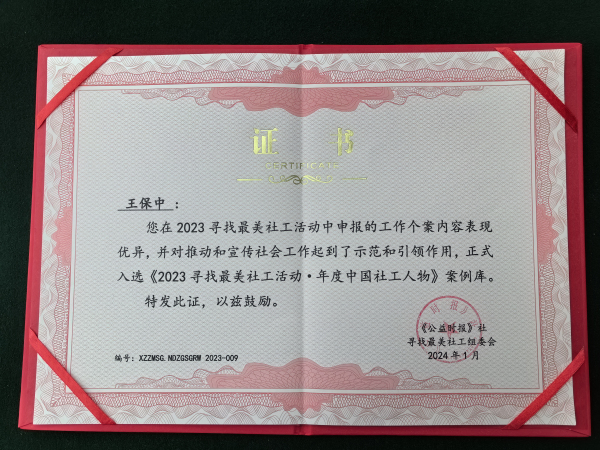 证 书
CERTIFICATE
王保中：
您在2023寻找最美社工活动中申报的工作个案内容表现
优异，并对推动和宣传社会工作起到了示范和引领作用，正式
入选《2023寻找最美社工活动·年度中国社工人物》案例库。
特发此证，以兹鼓励。
《公益时报》社
寻找最美社工组委会
2024年1月
编号：XZZMSG.NDZGSGRW 2023-009